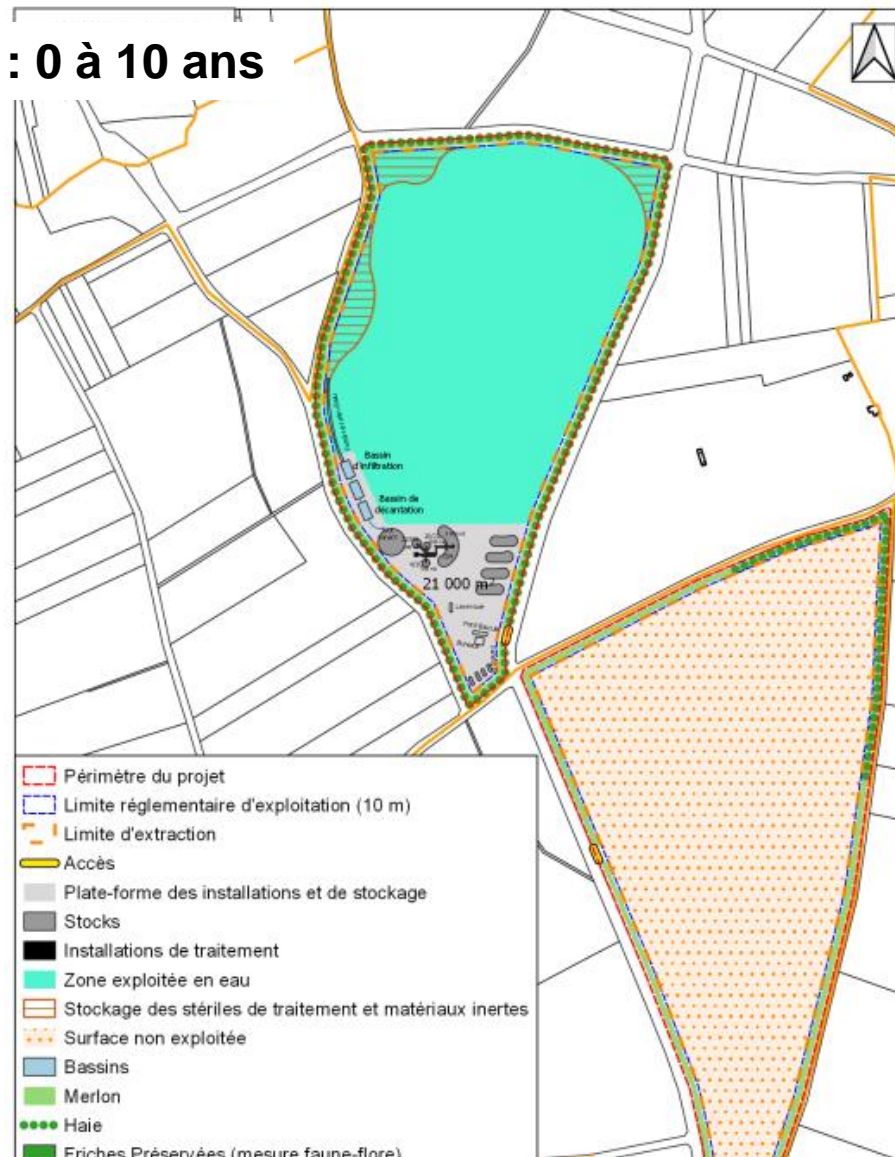 : 0 à 10 ans
Bassin
d'infiltration
Bassin de
décantation
21 000 m²
Périmètre du projet
Limite réglementaire d'exploitation (10 m)
Limite d'extraction
Accès
Plate-forme des installations et de stockage
Stocks
Installations de traitement
Zone exploitée en eau
Stockage des stériles de traitement et matériaux inertes
Surface non exploitée
Bassins
Merlon
Haie
Friches Préservées (mesure faune-flore)